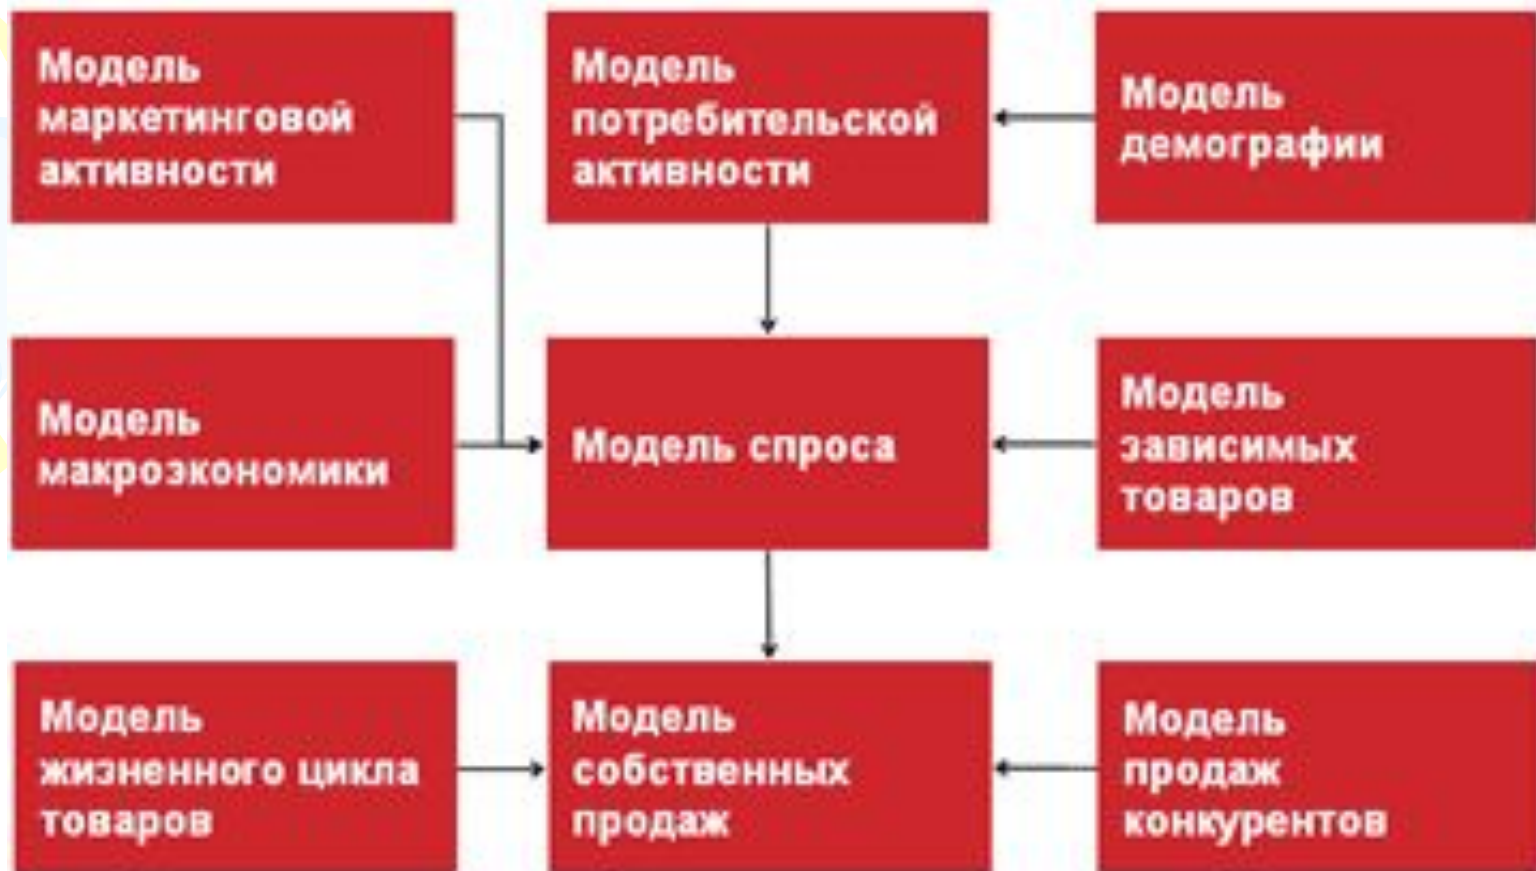 Модель
маркетинговой
активности
Модель
потребительской
активности
Модель
демографии
Модель
макроэкономики
Модель спроса
Модель
зависимых
товаров
Модель
жизненного цикла
товаров
Модель
собственных
продаж
Модель
продаж
конкурентов